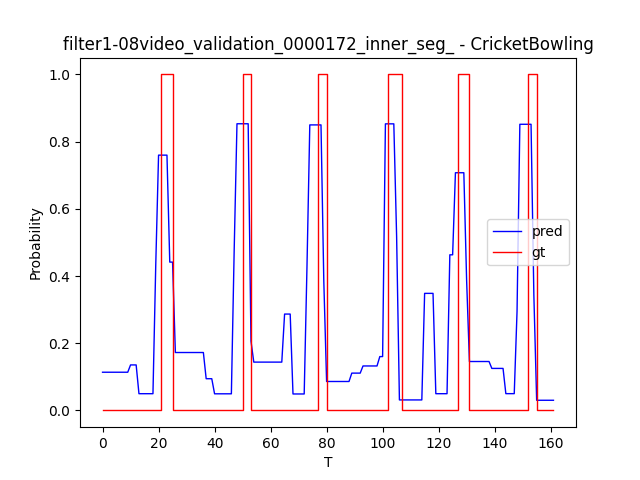 filter1-08video_validation_0000172_inner_seg_ - CricketBowling
1.0
0.8
0.6
0.4
0.2
0.0
Probability
pred
gt
0 20 40 60 80 100 120 140 160
T